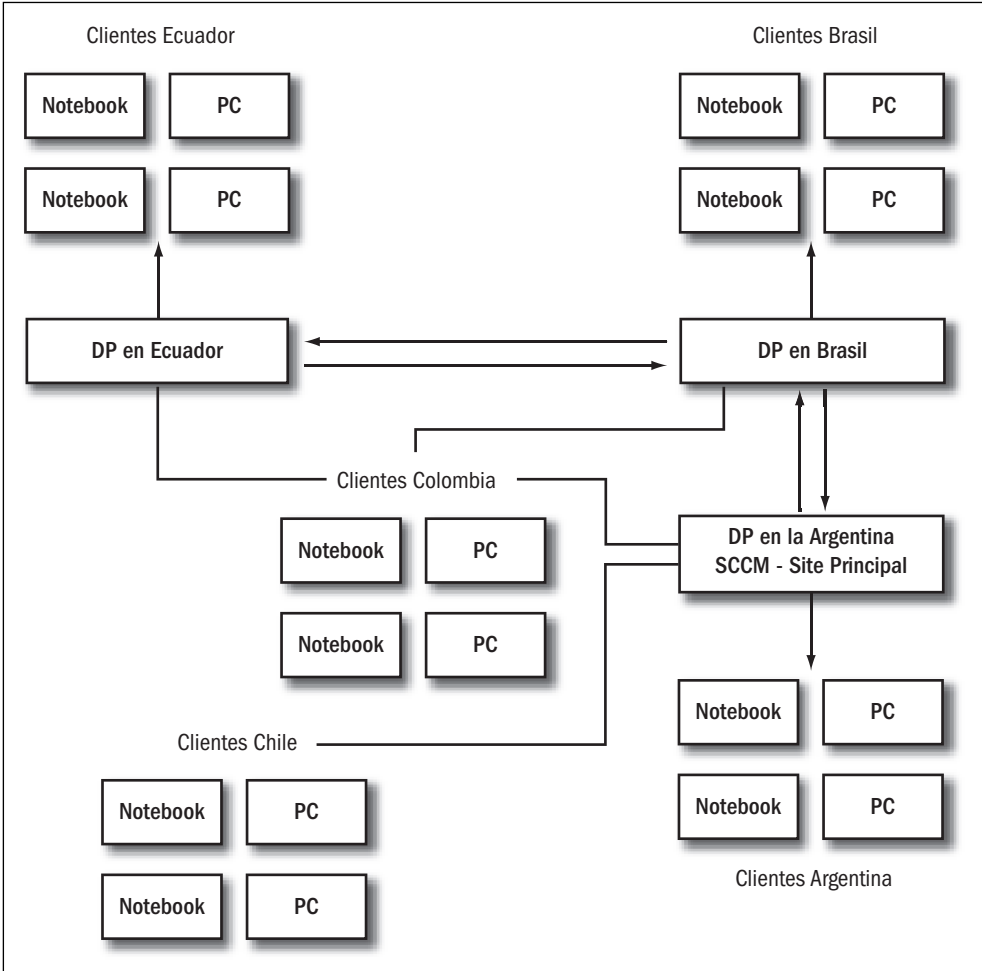 Clientes Ecuador
Clientes Brasil
Notebook
PC
Notebook
PC
Notebook
PC
Notebook
PC
DP en Ecuador
DP en Brasil
Clientes Colombia
Notebook
PC
Notebook
PC
DP en la Argentina
SCCM - Site Principal
Notebook
PC
Notebook
PC
Clientes Argentina
Clientes Chile
Notebook
PC
Notebook
PC